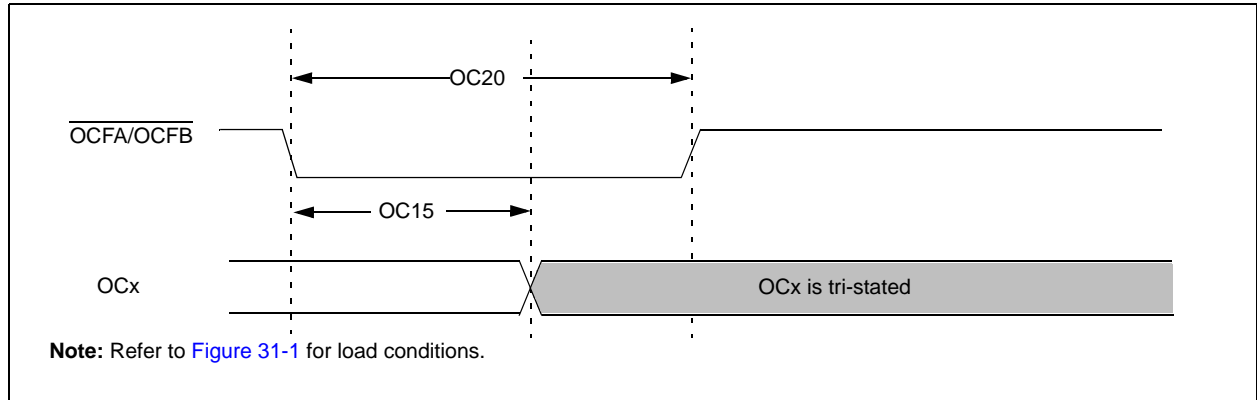 OC20
OCFA/OCFB
OC15
OCx
OCx is tri-stated
Note: Refer to Figure 31-1 for load conditions.